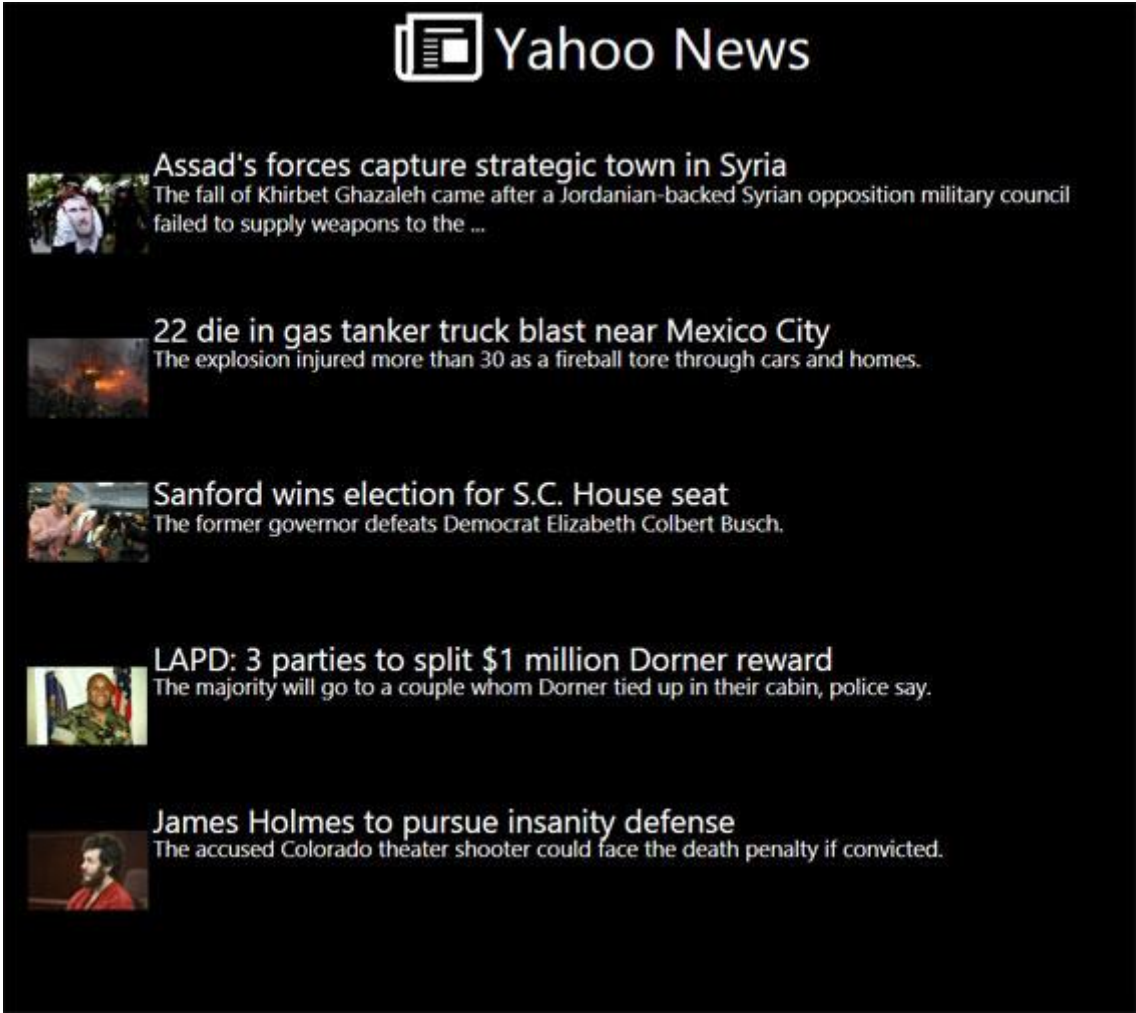 Yahoo News
Assad's forces capture strategic town in Syria
The fall of Khirbet Ghazaleh came after a Jordanian-backed Syrian opposition military council
failed to supply weapons to the ...
22 die in gas tanker truck blast near Mexico City
The explosion injured more than 30 as a fireball tore through cars and homes.
Sanford wins election for S.C. House seat
The former governor defeats Democrat Elizabeth Colbert Busch.
LAPD: 3 parties to split $1 million Dorner reward
The majority will go to a couple whom Dorner tied up in their cabin, police say.
James Holmes to pursue insanity defense
The accused Colorado theater shooter could face the death penalty if convicted.